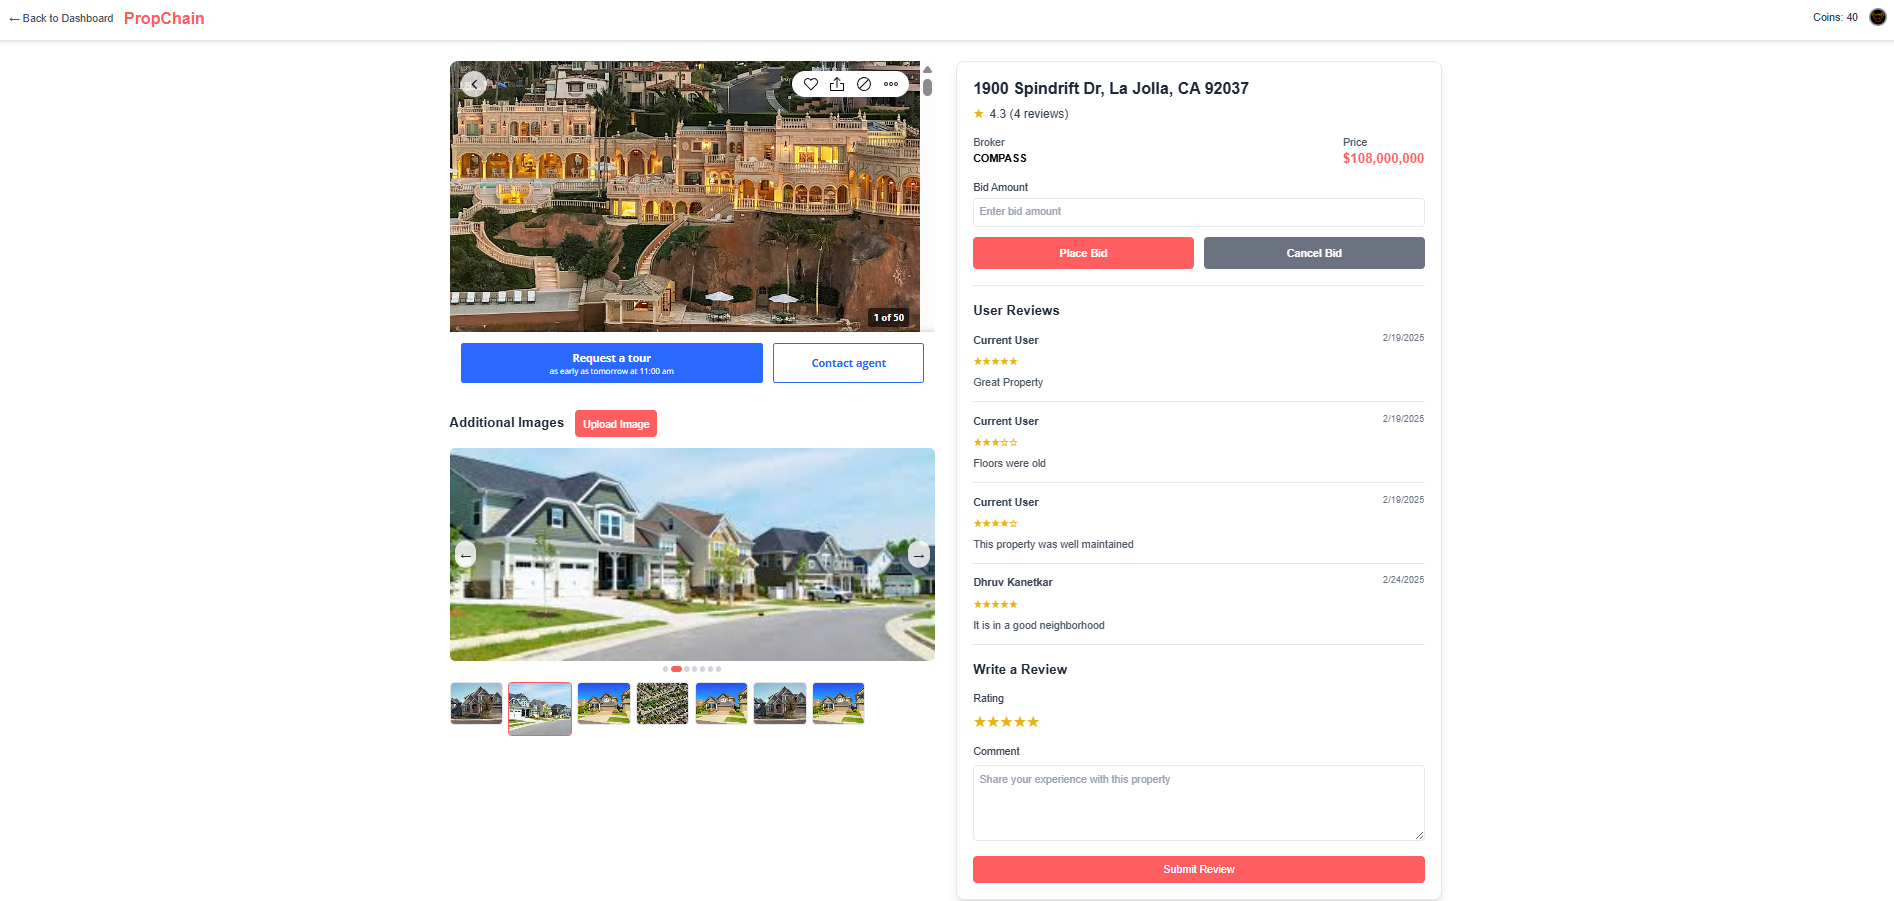 ← Back to Dashboard PropChain
Coins: 40
1 of 50
Request a tour
as early as tomorrow at 11:00 am
Contact agent
Additional Images
Upload Image
←
→
1900 Spindrift Dr, La Jolla, CA 92037
★ 4.3 (4 reviews)
Broker
COMPASS
Price
$108,000,000
Bid Amount
Enter bid amount
Place Bid
Cancel Bid
User Reviews
Current User 2/19/2025
★★★★★
Great Property
Current User 2/19/2025
★★★☆☆
Floors were old
Current User 2/19/2025
★★★★☆
This property was well maintained
Dhruv Kanetkar 2/24/2025
★★★★★
It is in a good neighborhood
Write a Review
Rating
★★★★★
Comment
Share your experience with this property
Submit Review